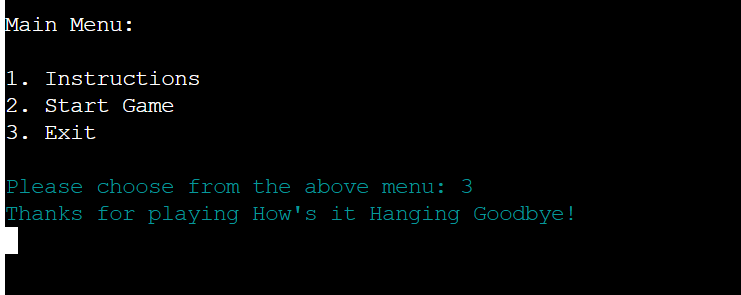 Main Menu:
1. Instructions
2. Start Game
3. Exit
Please choose from the above menu: 3
Thanks for playing How's it Hanging Goodbye!